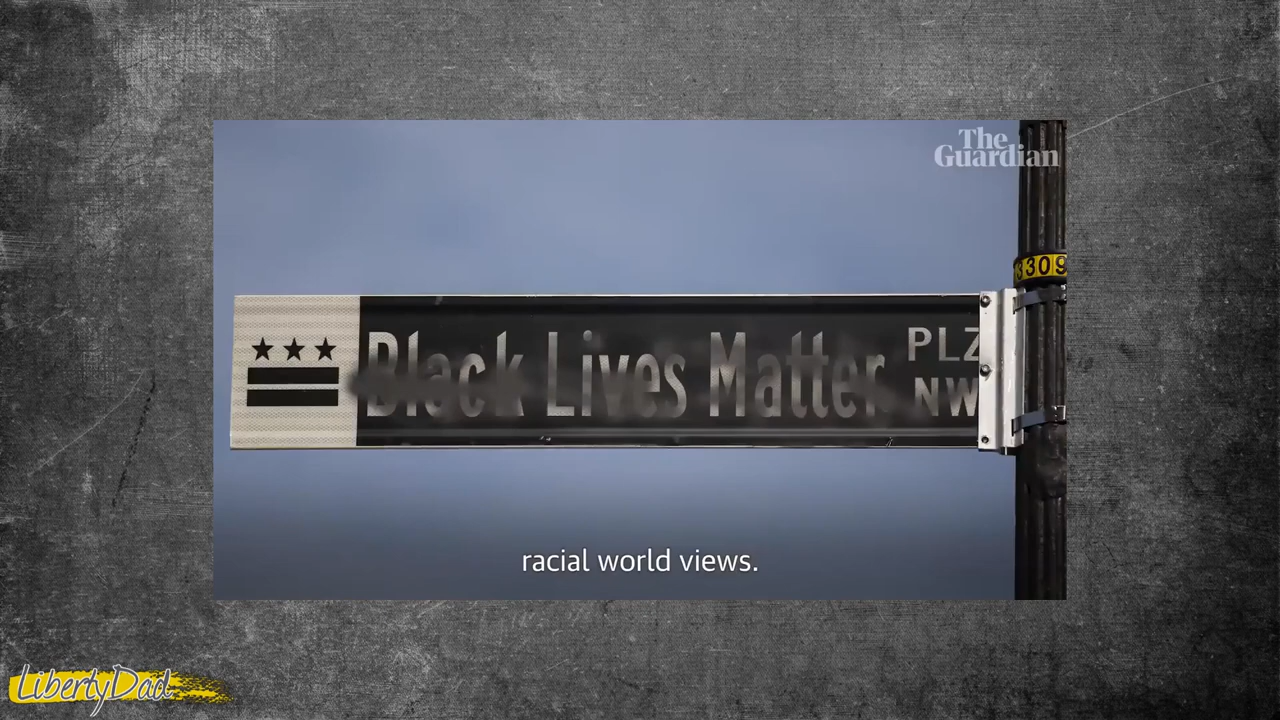 The
Guardian
309
Black Lives Matter PLZ
NW
racial world views.
LibertyDad